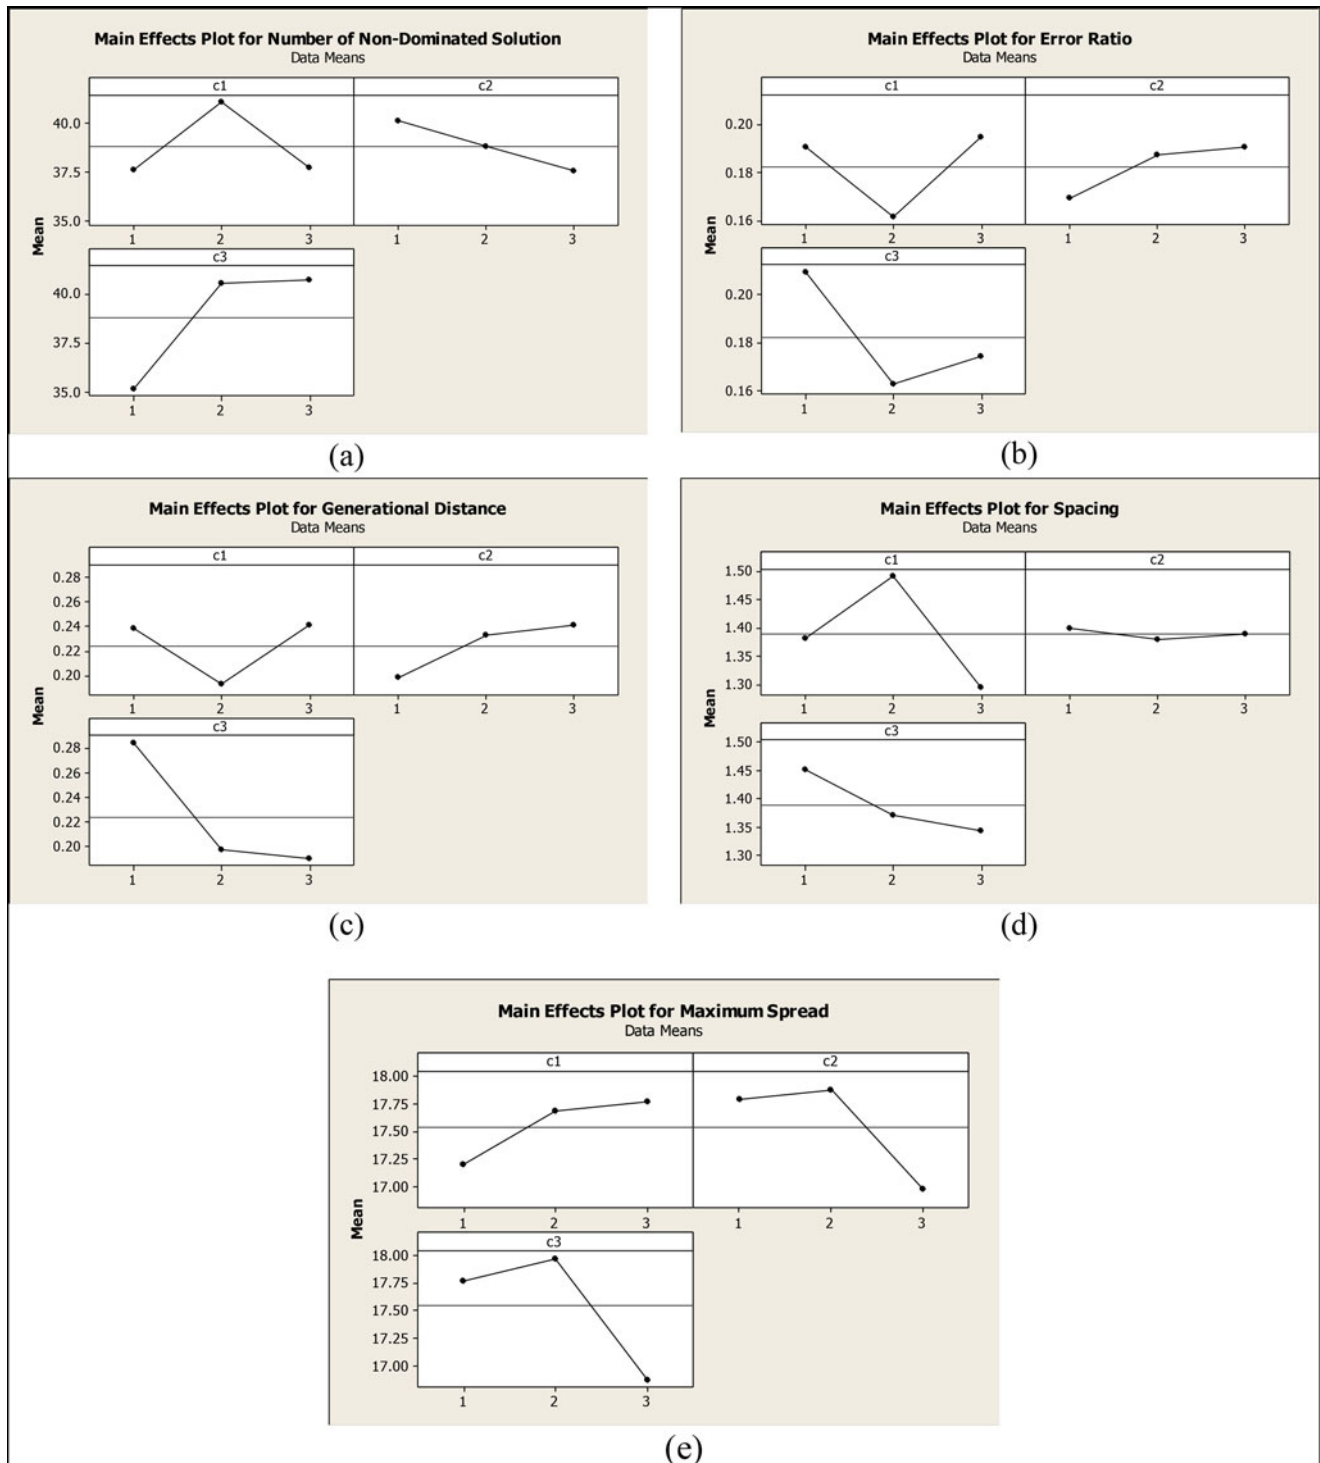 Main Effects Plot for Number of Non-Dominated Solution
Data Means
c1 c2
40.0
37.5
35.0
1 2 3 1 2 3
Mean
c3
40.0
37.5
35.0
1 2 3
(a)
Main Effects Plot for Error Ratio
Data Means
c1 c2
0.20
0.18
0.16
1 2 3 1 2 3
Mean
c3
0.20
0.18
0.16
1 2 3
(b)
Main Effects Plot for Generational Distance
Data Means
c1 c2
0.28
0.26
0.24
0.22
0.20
1 2 3 1 2 3
Mean
c3
0.28
0.26
0.24
0.22
0.20
1 2 3
(c)
Main Effects Plot for Spacing
Data Means
c1 c2
1.50
1.45
1.40
1.35
1.30
1 2 3 1 2 3
Mean
c3
1.50
1.45
1.40
1.35
1.30
1 2 3
(d)
Main Effects Plot for Maximum Spread
Data Means
c1 c2
18.00
17.75
17.50
17.25
17.00
1 2 3 1 2 3
Mean
c3
18.00
17.75
17.50
17.25
17.00
1 2 3
(e)